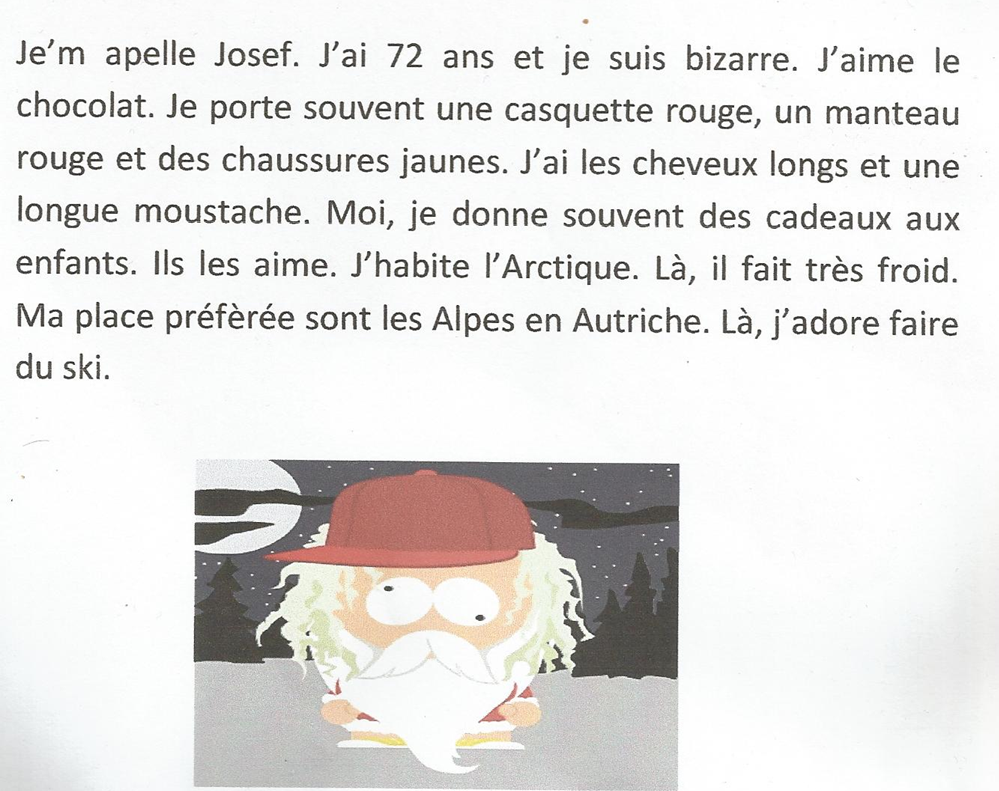 Je'm apelle Josef. J'ai 72 ans et je suis bizarre. J'aime le
chocolat. Je porte souvent une casquette rouge, un manteau
rouge et des chaussures jaunes. J'ai les cheveux longs et une
longue moustache. Moi, je donne souvent des cadeaux aux
enfants. Ils les aime. J'habite l'Arctique. Là, il fait très froid.
Ma place préfèrée sont les Alpes en Autriche. Là, j'adore faire
du ski.